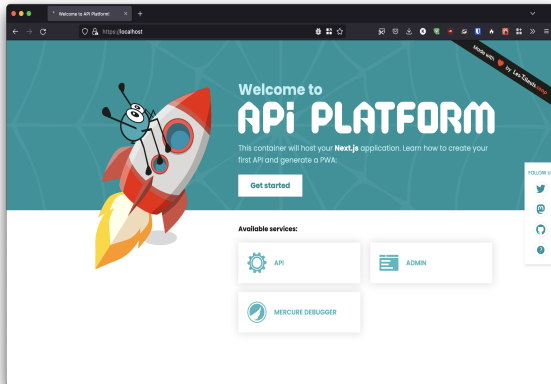 Welcome to API Platform!
https://localhost
Made with ❤ by Les-Tilleuls.coop
Welcome to
API PLATFORM
This container will host your Next.js application. Learn how to create your
first API and generate a PWA:
Get started
FOLLOW U
Available services:
API
ADMIN
MERCURE DEBUGGER